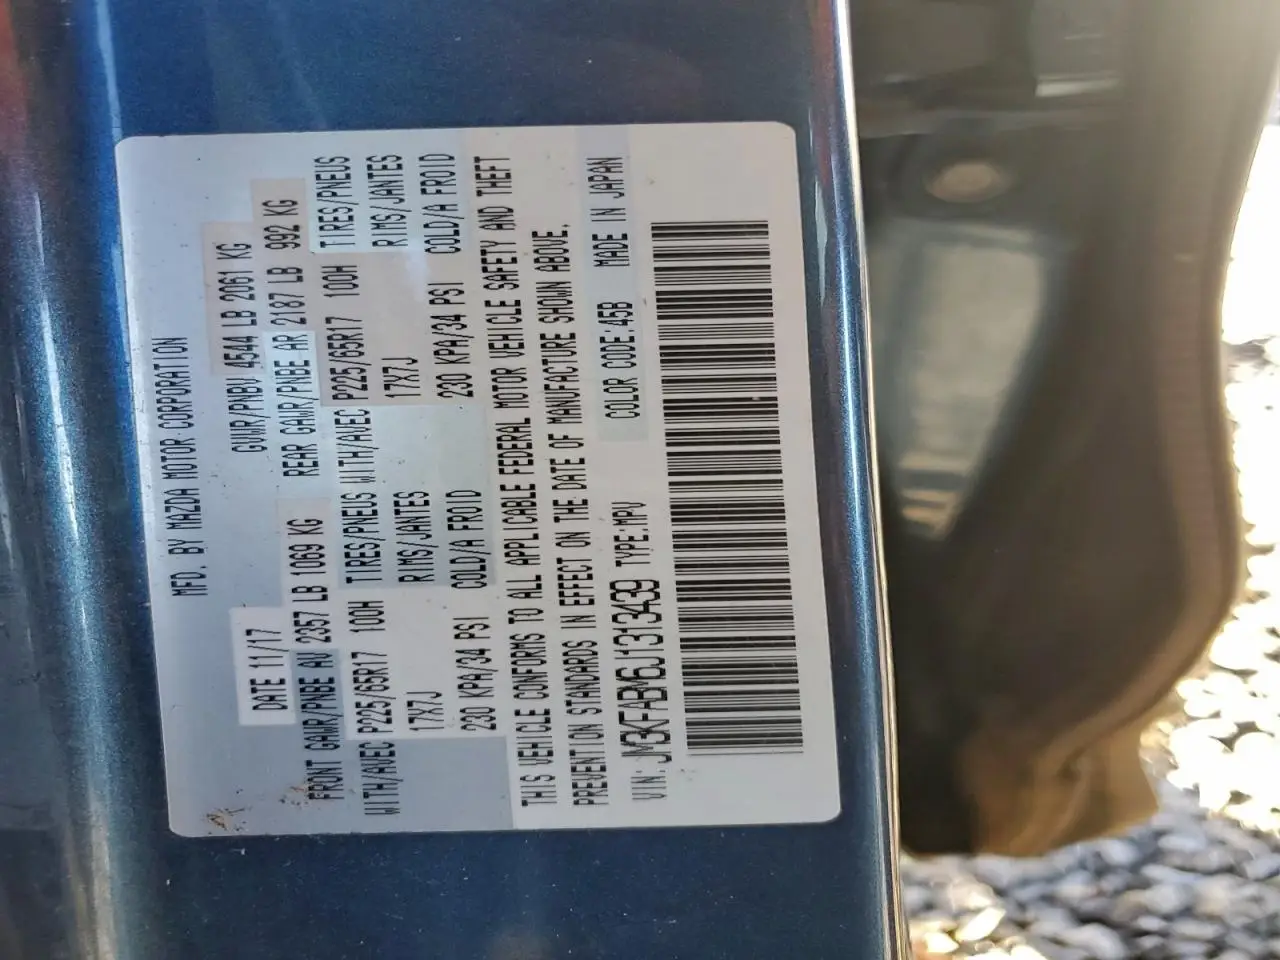 MFD. BY MAZDA MOTOR CORPORATION
DATE 11/17 GVWR/PNBV 4544 LB 2061 KG
FRONT GAWR/PNBE AV 2357 LB 1069 KG REAR GAWR/PNBE AR 2187 LB 992 KG
WITH/AVEC P225/65R17 100H TIRES/PNEUS WITH/AVEC P225/65R17 100H TIRES/PNEUS
17X7J RIMS/JANTES 17X7J RIMS/JANTES
230 KPA/34 PSI COLD/A FROID 230 KPA/34 PSI COLD/A FROID
THIS VEHICLE CONFORMS TO ALL APPLICABLE FEDERAL MOTOR VEHICLE SAFETY AND THEFT
PREVENTION STANDARDS IN EFFECT ON THE DATE OF MANUFACTURE SHOWN ABOVE.
VIN: JM3KFABM6J1313439 TYPE:MPV COLOR CODE.45B MADE IN JAPAN